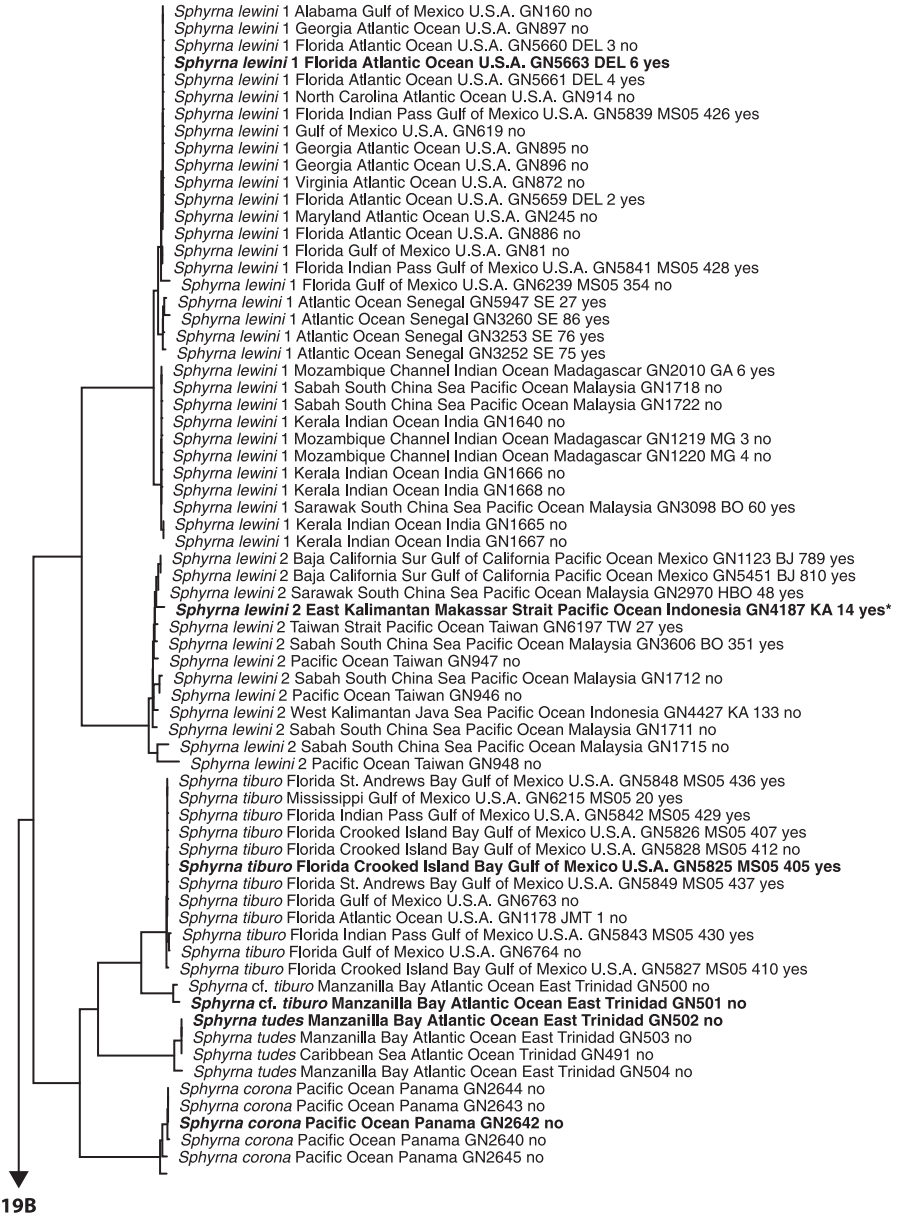 Sphyrna lewini 1 Alabama Gulf of Mexico U.S.A. GN160 no
Sphyrna lewini 1 Georgia Atlantic Ocean U.S.A. GN897 no
Sphyrna lewini 1 Florida Atlantic Ocean U.S.A. GN5660 DEL 3 no
Sphyrna lewini 1 Florida Atlantic Ocean U.S.A. GN5663 DEL 6 yes
Sphyrna lewini 1 Florida Atlantic Ocean U.S.A. GN5661 DEL 4 yes
Sphyrna lewini 1 North Carolina Atlantic Ocean U.S.A. GN914 no
Sphyrna lewini 1 Florida Indian Pass Gulf of Mexico U.S.A. GN5839 MS05 426 yes
Sphyrna lewini 1 Gulf of Mexico U.S.A. GN619 no
Sphyrna lewini 1 Georgia Atlantic Ocean U.S.A. GN895 no
Sphyrna lewini 1 Georgia Atlantic Ocean U.S.A. GN896 no
Sphyrna lewini 1 Virginia Atlantic Ocean U.S.A. GN872 no
Sphyrna lewini 1 Florida Atlantic Ocean U.S.A. GN5659 DEL 2 yes
Sphyrna lewini 1 Maryland Atlantic Ocean U.S.A. GN245 no
Sphyrna lewini 1 Florida Atlantic Ocean U.S.A. GN886 no
Sphyrna lewini 1 Florida Gulf of Mexico U.S.A. GN81 no
Sphyrna lewini 1 Florida Indian Pass Gulf of Mexico U.S.A. GN5841 MS05 428 yes
Sphyrna lewini 1 Florida Gulf of Mexico U.S.A. GN6239 MS05 354 no
Sphyrna lewini 1 Atlantic Ocean Senegal GN5947 SE 27 yes
Sphyrna lewini 1 Atlantic Ocean Senegal GN3260 SE 86 yes
Sphyrna lewini 1 Atlantic Ocean Senegal GN3253 SE 76 yes
Sphyrna lewini 1 Atlantic Ocean Senegal GN3252 SE 75 yes
Sphyrna lewini 1 Mozambique Channel Indian Ocean Madagascar GN2010 GA 6 yes
Sphyrna lewini 1 Sabah South China Sea Pacific Ocean Malaysia GN1718 no
Sphyrna lewini 1 Sabah South China Sea Pacific Ocean Malaysia GN1722 no
Sphyrna lewini 1 Kerala Indian Ocean India GN1640 no
Sphyrna lewini 1 Mozambique Channel Indian Ocean Madagascar GN1219 MG 3 no
Sphyrna lewini 1 Mozambique Channel Indian Ocean Madagascar GN1220 MG 4 no
Sphyrna lewini 1 Kerala Indian Ocean India GN1666 no
Sphyrna lewini 1 Kerala Indian Ocean India GN1668 no
Sphyrna lewini 1 Sarawak South China Sea Pacific Ocean Malaysia GN3098 BO 60 yes
Sphyrna lewini 1 Kerala Indian Ocean India GN1665 no
Sphyrna lewini 1 Kerala Indian Ocean India GN1667 no
Sphyrna lewini 2 Baja California Sur Gulf of California Pacific Ocean Mexico GN1123 BJ 789 yes
Sphyrna lewini 2 Baja California Sur Gulf of California Pacific Ocean Mexico GN5451 BJ 810 yes
Sphyrna lewini 2 Sarawak South China Sea Pacific Ocean Malaysia GN2970 HBO 48 yes
Sphyrna lewini 2 East Kalimantan Makassar Strait Pacific Ocean Indonesia GN4187 KA 14 yes*
Sphyrna lewini 2 Taiwan Strait Pacific Ocean Taiwan GN6197 TW 27 yes
Sphyrna lewini 2 Sabah South China Sea Pacific Ocean Malaysia GN3606 BO 351 yes
Sphyrna lewini 2 Pacific Ocean Taiwan GN947 no
Sphyrna lewini 2 Sabah South China Sea Pacific Ocean Malaysia GN1712 no
Sphyrna lewini 2 Pacific Ocean Taiwan GN946 no
Sphyrna lewini 2 West Kalimantan Java Sea Pacific Ocean Indonesia GN4427 KA 133 no
Sphyrna lewini 2 Sabah South China Sea Pacific Ocean Malaysia GN1711 no
Sphyrna lewini 2 Sabah South China Sea Pacific Ocean Malaysia GN1715 no
Sphyrna lewini 2 Pacific Ocean Taiwan GN948 no
Sphyrna tiburo Florida St. Andrews Bay Gulf of Mexico U.S.A. GN5848 MS05 436 yes
Sphyrna tiburo Mississippi Gulf of Mexico U.S.A. GN6215 MS05 20 yes
Sphyrna tiburo Florida Indian Pass Gulf of Mexico U.S.A. GN5842 MS05 429 yes
Sphyrna tiburo Florida Crooked Island Bay Gulf of Mexico U.S.A. GN5826 MS05 407 yes
Sphyrna tiburo Florida Crooked Island Bay Gulf of Mexico U.S.A. GN5828 MS05 412 no
Sphyrna tiburo Florida Crooked Island Bay Gulf of Mexico U.S.A. GN5825 MS05 405 yes
Sphyrna tiburo Florida St. Andrews Bay Gulf of Mexico U.S.A. GN5849 MS05 437 yes
Sphyrna tiburo Florida Gulf of Mexico U.S.A. GN6763 no
Sphyrna tiburo Florida Atlantic Ocean U.S.A. GN1178 JMT 1 no
Sphyrna tiburo Florida Indian Pass Gulf of Mexico U.S.A. GN5843 MS05 430 yes
Sphyrna tiburo Florida Gulf of Mexico U.S.A. GN6764 no
Sphyrna tiburo Florida Crooked Island Bay Gulf of Mexico U.S.A. GN5827 MS05 410 yes
Sphyrna cf. tiburo Manzanilla Bay Atlantic Ocean East Trinidad GN500 no
Sphyrna cf. tiburo Manzanilla Bay Atlantic Ocean East Trinidad GN501 no
Sphyrna tudes Manzanilla Bay Atlantic Ocean East Trinidad GN502 no
Sphyrna tudes Manzanilla Bay Atlantic Ocean East Trinidad GN503 no
Sphyrna tudes Caribbean Sea Atlantic Ocean Trinidad GN491 no
Sphyrna tudes Manzanilla Bay Atlantic Ocean East Trinidad GN504 no
Sphyrna corona Pacific Ocean Panama GN2644 no
Sphyrna corona Pacific Ocean Panama GN2643 no
Sphyrna corona Pacific Ocean Panama GN2642 no
Sphyrna corona Pacific Ocean Panama GN2640 no
Sphyrna corona Pacific Ocean Panama GN2645 no
19B